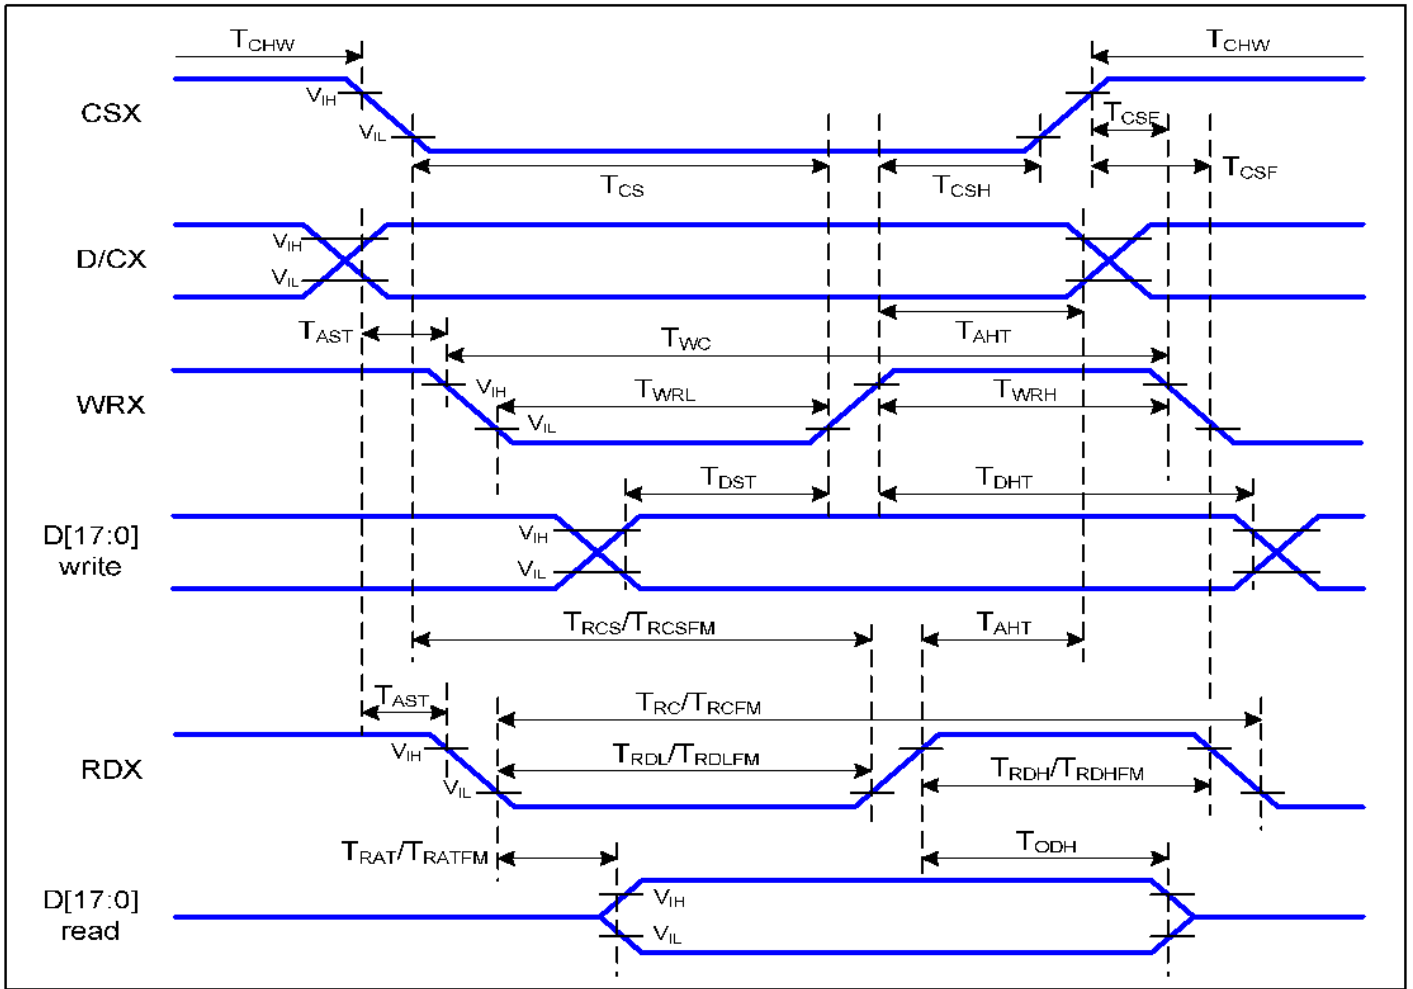 TCHW TCHW
CSX
VIH
VIL
TCSF
TCSF
TCS TCSH
D/CX
VIH
VIL
TAST TWC TAHT
WRX
VIH
VIL
TWRL TWRH
TDST TDHT
D[17:0]
write
VIH
VIL
TRCS/TRCSFM TAHT
TAST TRC/TRCFM
RDX
VIH
VIL
TRDL/TRDLFM TRDH/TRDHFM
TRAT/TRATFM TODH
D[17:0]
read
VIH
VIL